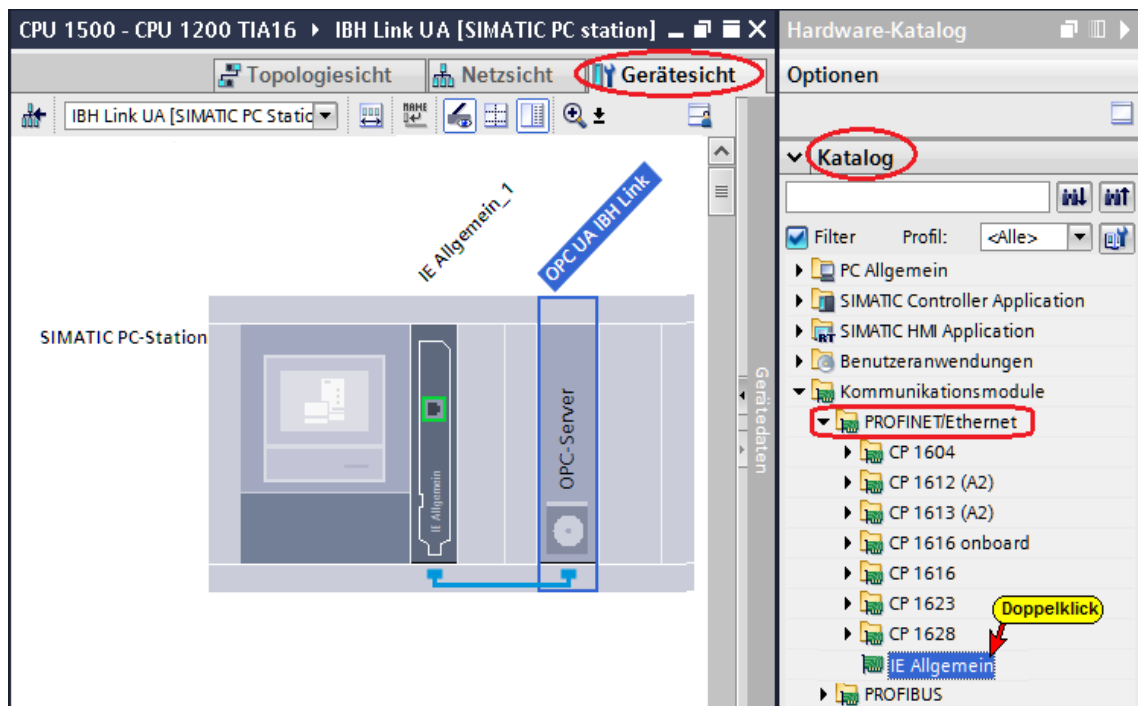 CPU 1500 - CPU 1200 TIA16 ▸ IBH Link UA [SIMATIC PC station]
Topologiesicht
Netzsicht
Gerätesicht
IBH Link UA [SIMATIC PC Static
NAME
IE Allgemein_1
OPC UA IBH Link
SIMATIC PC-Station
IE Allgemein
OPC-Server
Gerätedaten
Hardware-Katalog
Optionen
Katalog
Filter Profil: <Alle>
PC Allgemein
SIMATIC Controller Application
RT SIMATIC HMI Application
Benutzeranwendungen
Kommunikationsmodule
PROFINET/Ethernet
CP 1604
CP 1612 (A2)
CP 1613 (A2)
CP 1616 onboard
CP 1616
CP 1623
Doppelklick
CP 1628
IE Allgemein
PROFIBUS